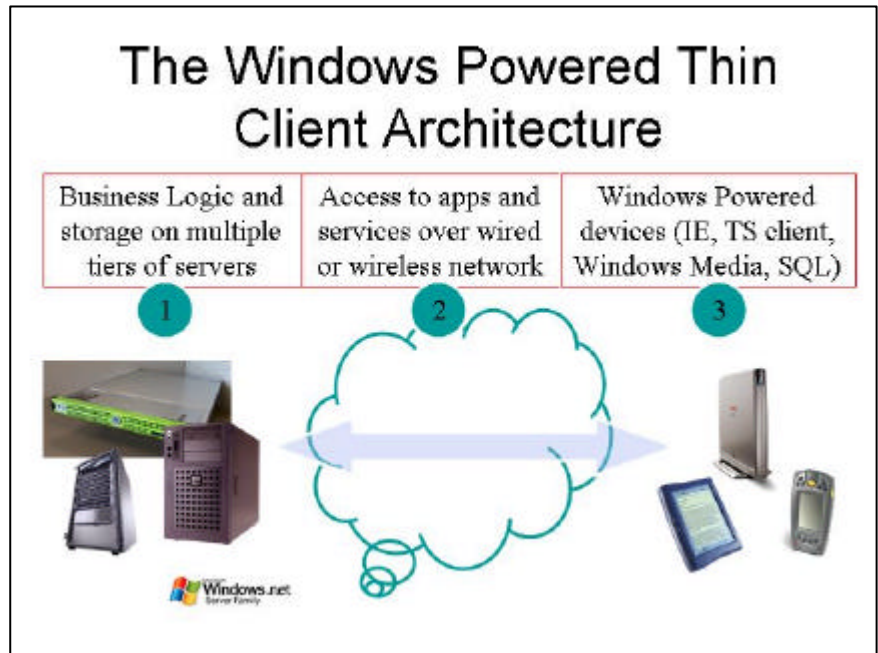 The Windows Powered Thin
Client Architecture
Business Logic and
storage on multiple
tiers of servers
Access to apps and
services over wired
or wireless network
Windows Powered
devices (IE, TS client,
Windows Media, SQL)
1
2
3
Windows.net
Server Family